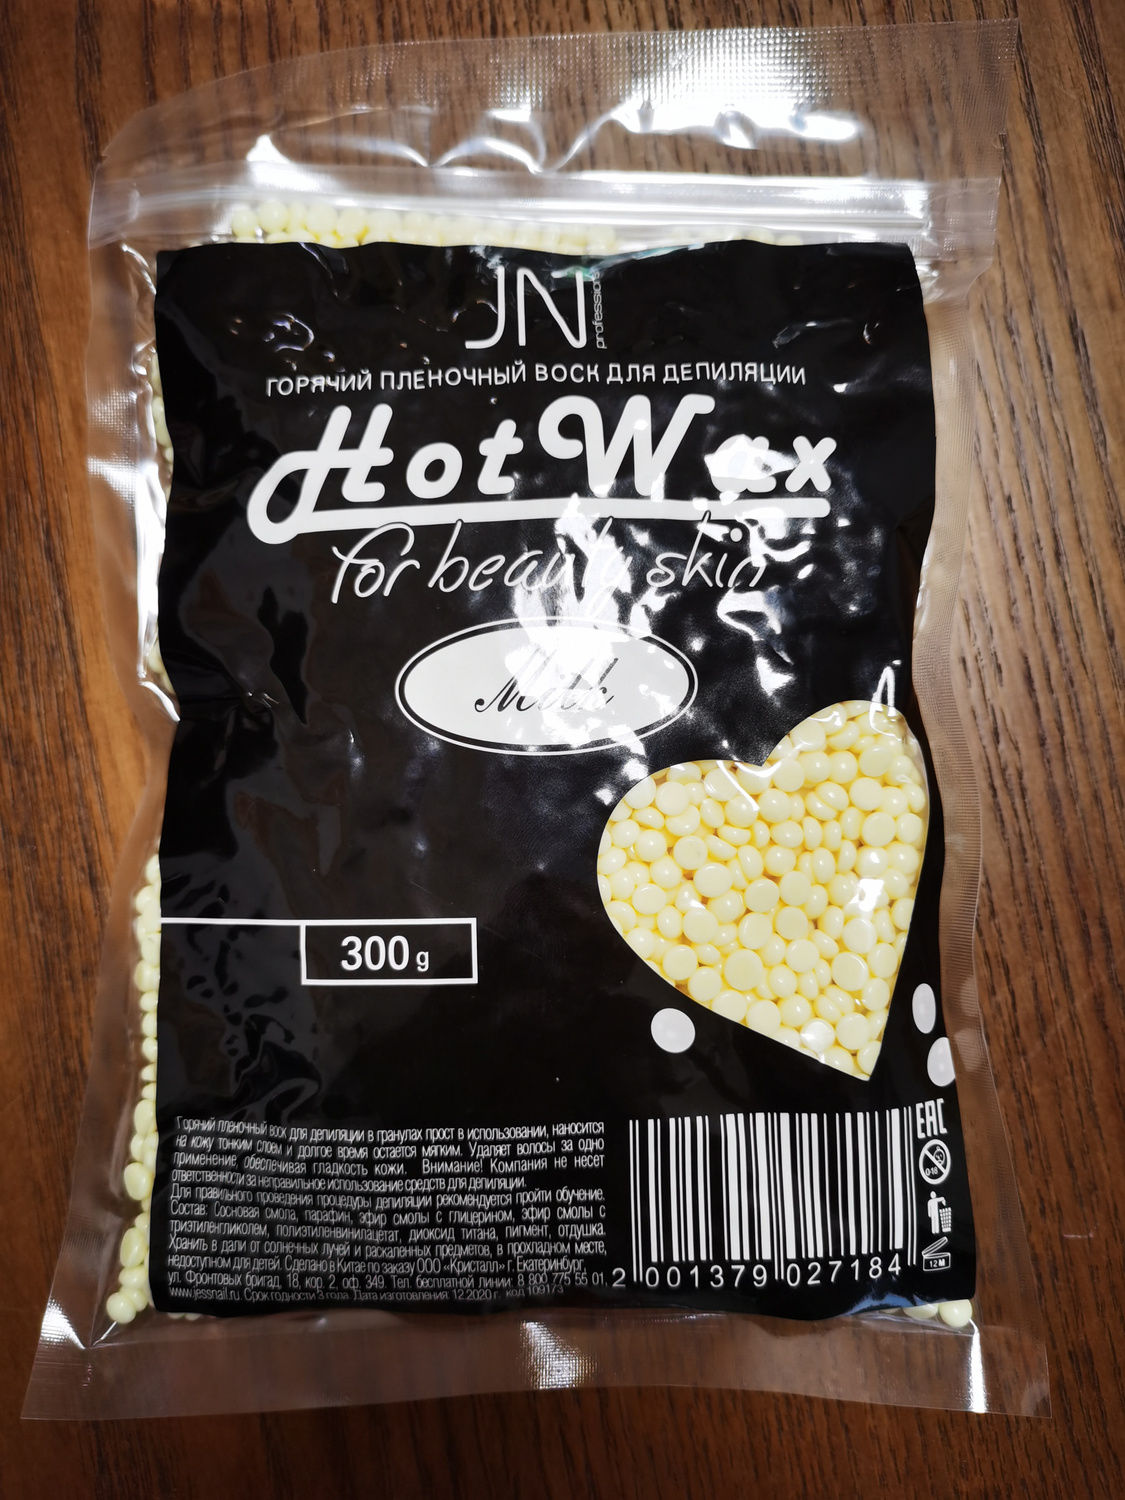 JN
professional
ГОРЯЧИЙ ПЛЕНОЧНЫЙ ВОСК ДЛЯ ДЕПИЛЯЦИИ
Hot Wax
for beauty skin
Milk
300 g
Горячий пленочный воск для депиляции в гранулах прост в использовании, наносится
на кожу тонким слоем и долгое время остается мягким. Удаляет волосы за одно
применение, обеспечивая гладкость кожи. Внимание! Компания не несет
ответственности за неправильное использование средств для депиляции.
Для правильного проведения процедуры депиляции рекомендуется пройти обучение.
Состав: Сосновая смола, парафин, эфир смолы с глицерином, эфир смолы с
триэтиленгликолем, полиэтиленвинилацетат, диоксид титана, пигмент, отдушка.
Хранить в дали от солнечных лучей и раскаленных предметов, в прохладном месте,
недоступном для детей. Сделано в Китае по заказу ООО «Кристалл» г. Екатеринбург,
ул. Фронтовых бригад, 18, кор. 2, оф. 349. Тел. бесплатной линии: 8 800 775 55 01,
www.jessnail.ru. Срок годности 3 года. Дата изготовления: 12.2020 г. код 109173
2 001379 027184
EAC
0-18
12 M